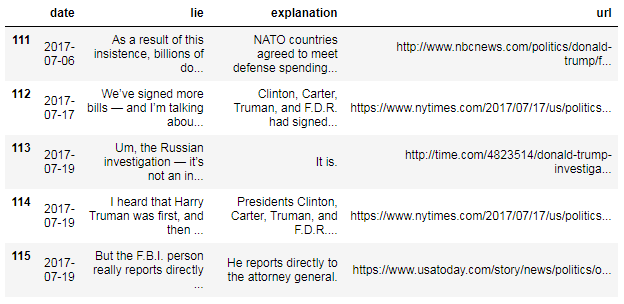 date lie explanation url
111 2017-07-06 As a result of this insistence, billions of do... NATO countries agreed to meet defense spending... http://www.nbcnews.com/politics/donald-trump/f...
112 2017-07-17 We've signed more bills — and I'm talking abou... Clinton, Carter, Truman, and F.D.R. had signed... https://www.nytimes.com/2017/07/17/us/politics...
113 2017-07-19 Um, the Russian investigation — it's not an in... It is. http://time.com/4823514/donald-trump-investiga...
114 2017-07-19 I heard that Harry Truman was first, and then ... Presidents Clinton, Carter, Truman, and F.D.R.... https://www.nytimes.com/2017/07/17/us/politics...
115 2017-07-19 But the F.B.I. person really reports directly ... He reports directly to the attorney general. https://www.usatoday.com/story/news/politics/o...